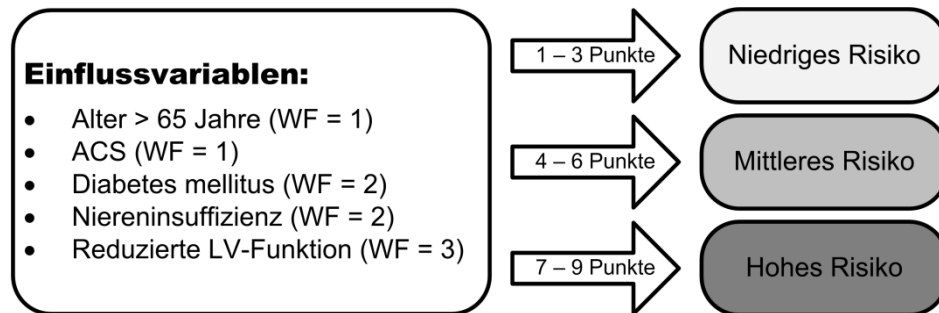 Einflussvariablen:
• Alter > 65 Jahre (WF = 1)
• ACS (WF = 1)
• Diabetes mellitus (WF = 2)
• Niereninsuffizienz (WF = 2)
• Reduzierte LV-Funktion (WF = 3)
1 – 3 Punkte
Niedriges Risiko
4 – 6 Punkte
Mittleres Risiko
7 – 9 Punkte
Hohes Risiko